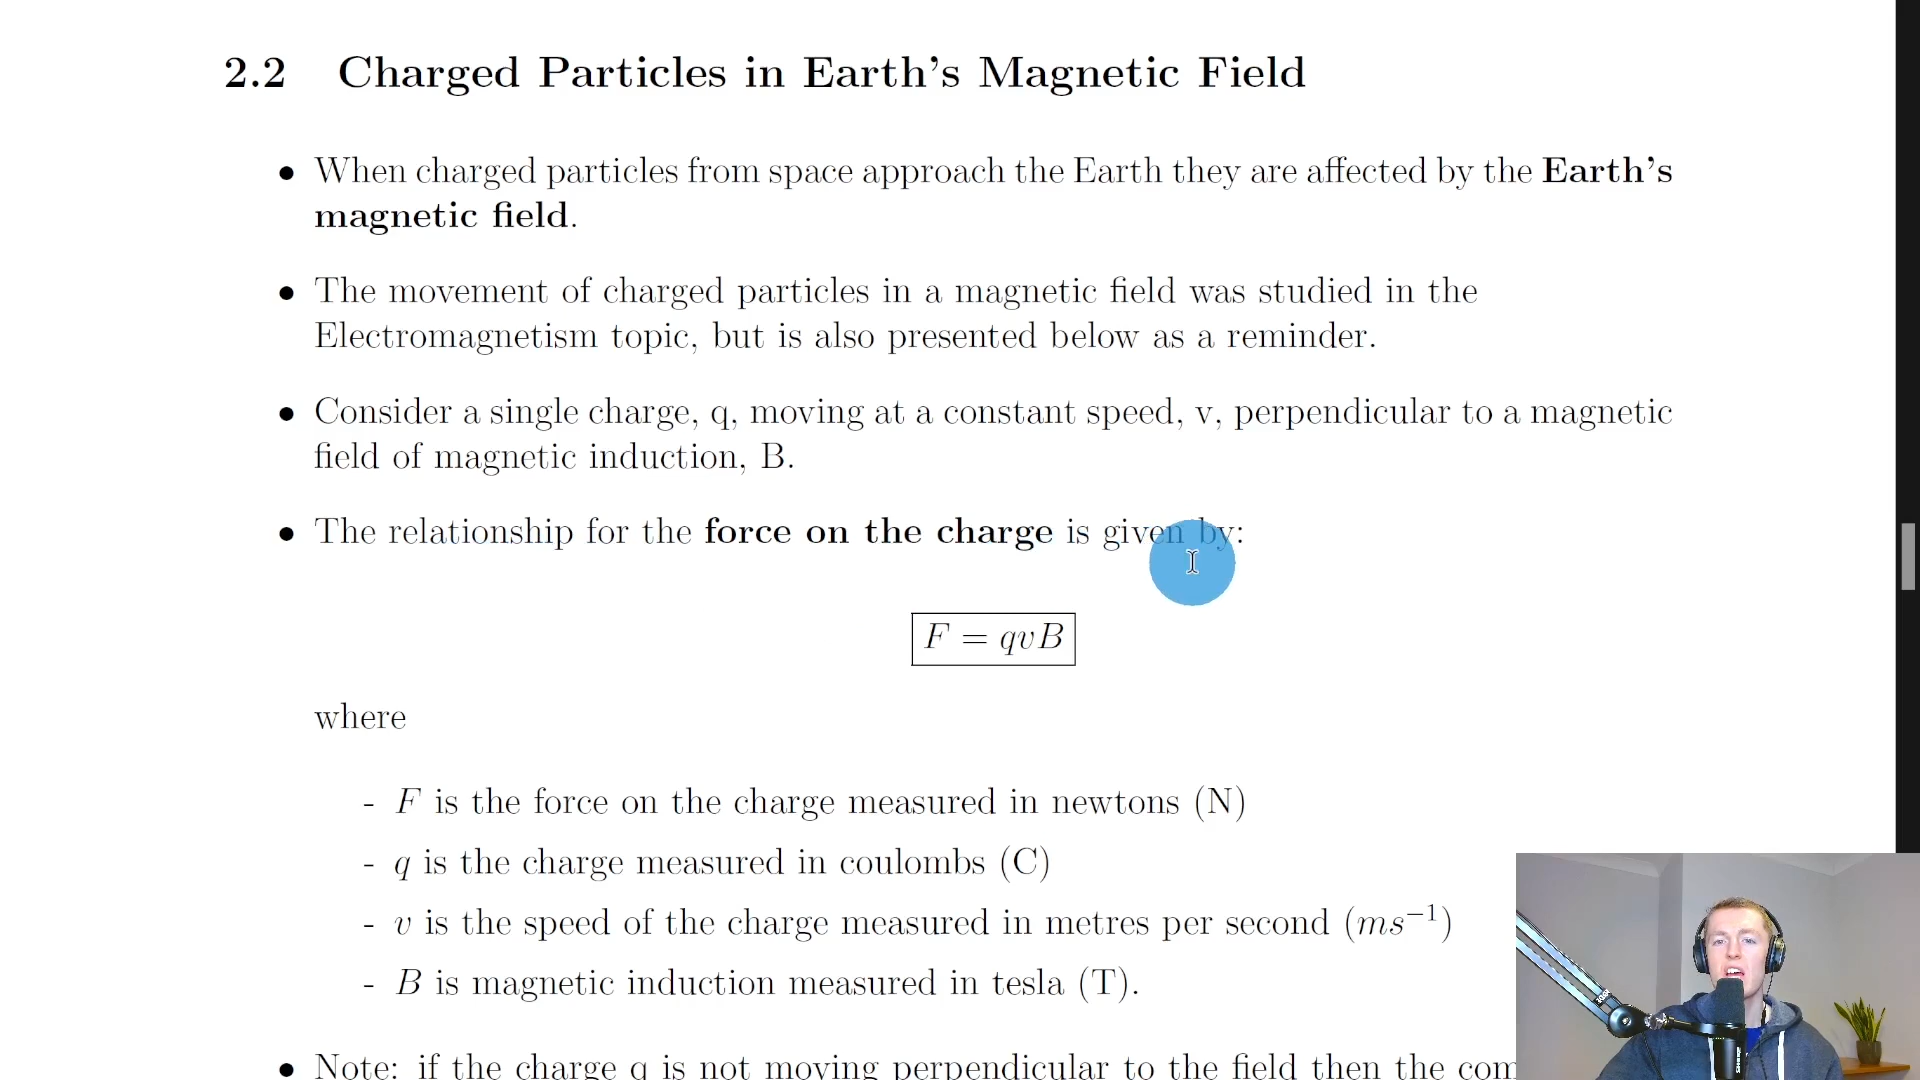 2.2 Charged Particles in Earth's Magnetic Field
• When charged particles from space approach the Earth they are affected by the Earth's
magnetic field.
• The movement of charged particles in a magnetic field was studied in the
Electromagnetism topic, but is also presented below as a reminder.
• Consider a single charge, q, moving at a constant speed, v, perpendicular to a magnetic
field of magnetic induction, B.
• The relationship for the force on the charge is given by:
F = qvB
where
- F is the force on the charge measured in newtons (N)
- q is the charge measured in coulombs (C)
- v is the speed of the charge measured in metres per second (ms⁻¹)
- B is magnetic induction measured in tesla (T).
• Note: if the charge q is not moving perpendicular to the field then the com